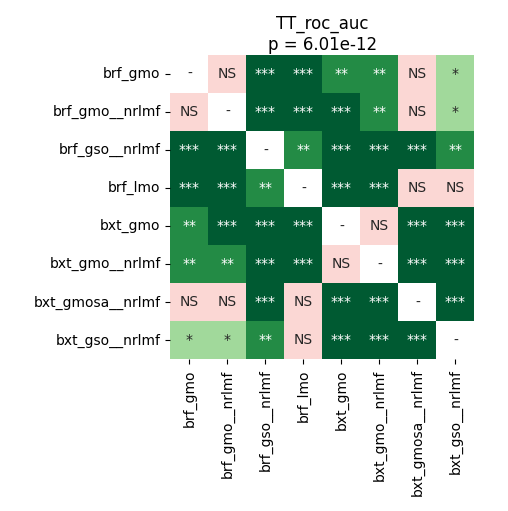 TT_roc_auc
p = 6.01e-12
brf_gmo - NS *** *** ** ** NS *
brf_gmo__nrlmf NS - *** *** *** ** NS *
brf_gso__nrlmf *** *** - ** *** *** *** **
brf_lmo *** *** ** - *** *** NS NS
bxt_gmo ** *** *** *** - NS *** ***
bxt_gmo__nrlmf ** ** *** *** NS - *** ***
bxt_gmosa__nrlmf NS NS *** NS *** *** - ***
bxt_gso__nrlmf * * ** NS *** *** *** -
brf_gmo
brf_gmo__nrlmf
brf_gso__nrlmf
brf_lmo
bxt_gmo
bxt_gmo__nrlmf
bxt_gmosa__nrlmf
bxt_gso__nrlmf